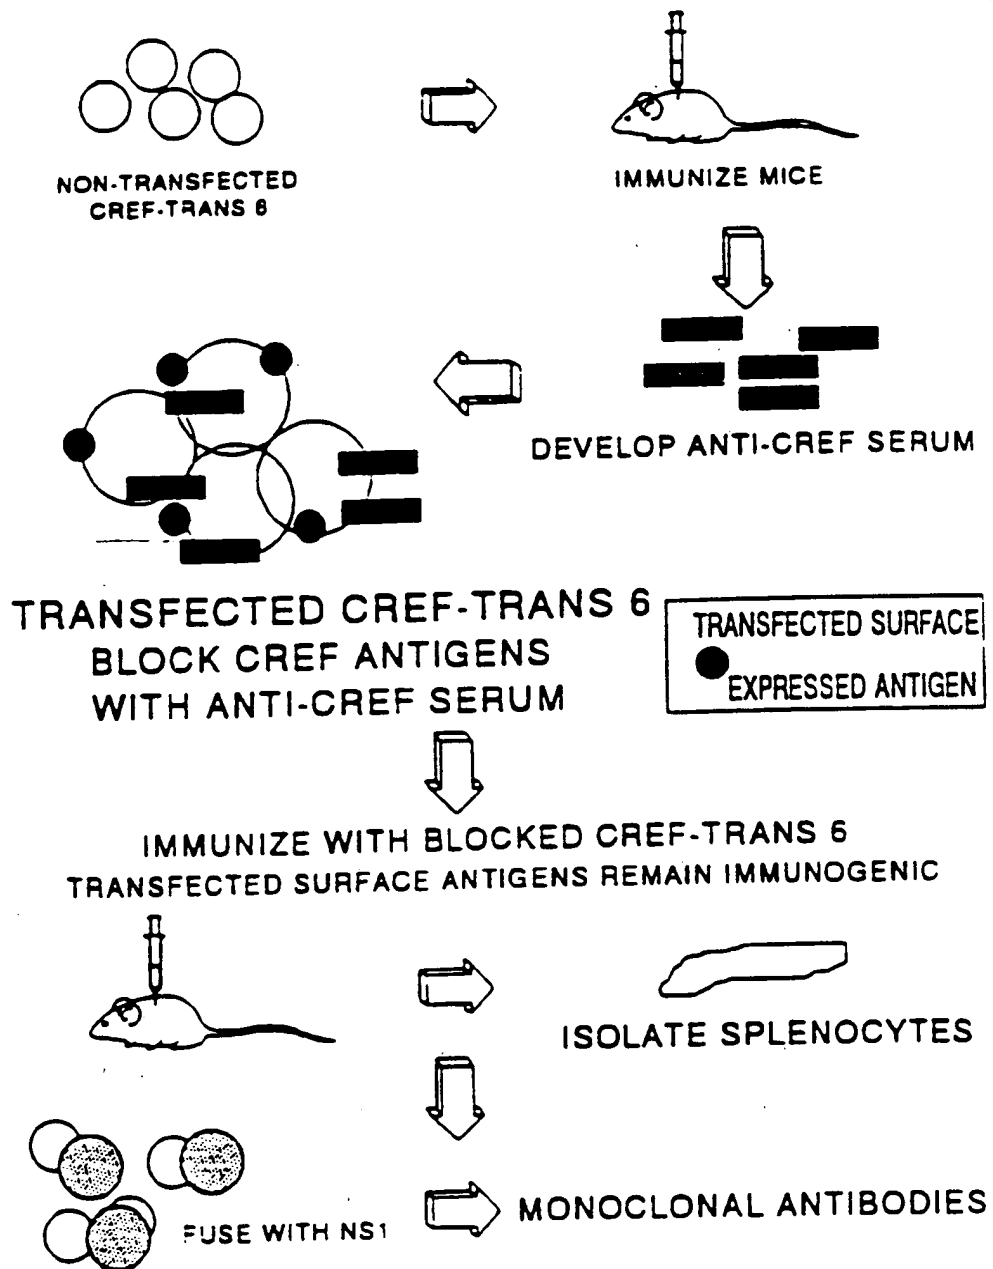 NON-TRANSFECTED
CREF-TRANS 6
IMMUNIZE MICE
DEVELOP ANTI-CREF SERUM
TRANSFECTED CREF-TRANS 6
BLOCK CREF ANTIGENS
WITH ANTI-CREF SERUM
TRANSFECTED SURFACE
EXPRESSED ANTIGEN
IMMUNIZE WITH BLOCKED CREF-TRANS 6
TRANSFECTED SURFACE ANTIGENS REMAIN IMMUNOGENIC
ISOLATE SPLENOCYTES
FUSE WITH NS1
MONOCLONAL ANTIBODIES